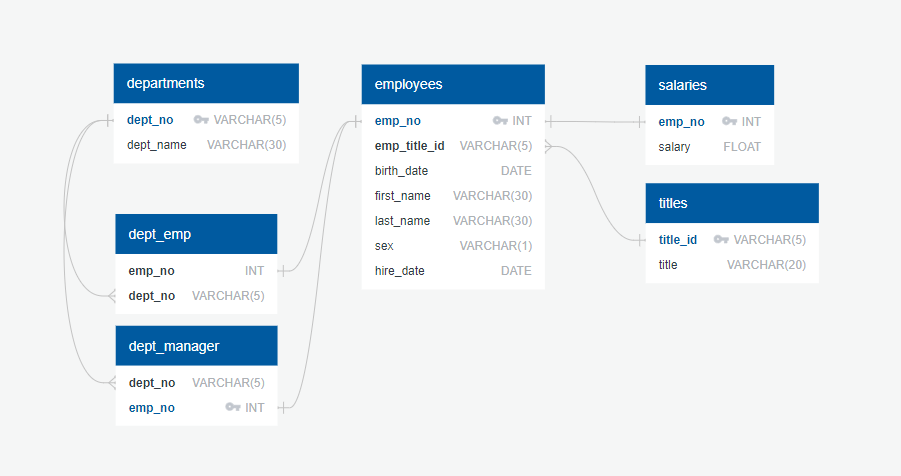 departments
dept_no VARCHAR(5)
dept_name VARCHAR(30)
dept_emp
emp_no INT
dept_no VARCHAR(5)
dept_manager
dept_no VARCHAR(5)
emp_no INT
employees
emp_no INT
emp_title_id VARCHAR(5)
birth_date DATE
first_name VARCHAR(30)
last_name VARCHAR(30)
sex VARCHAR(1)
hire_date DATE
salaries
emp_no INT
salary FLOAT
titles
title_id VARCHAR(5)
title VARCHAR(20)